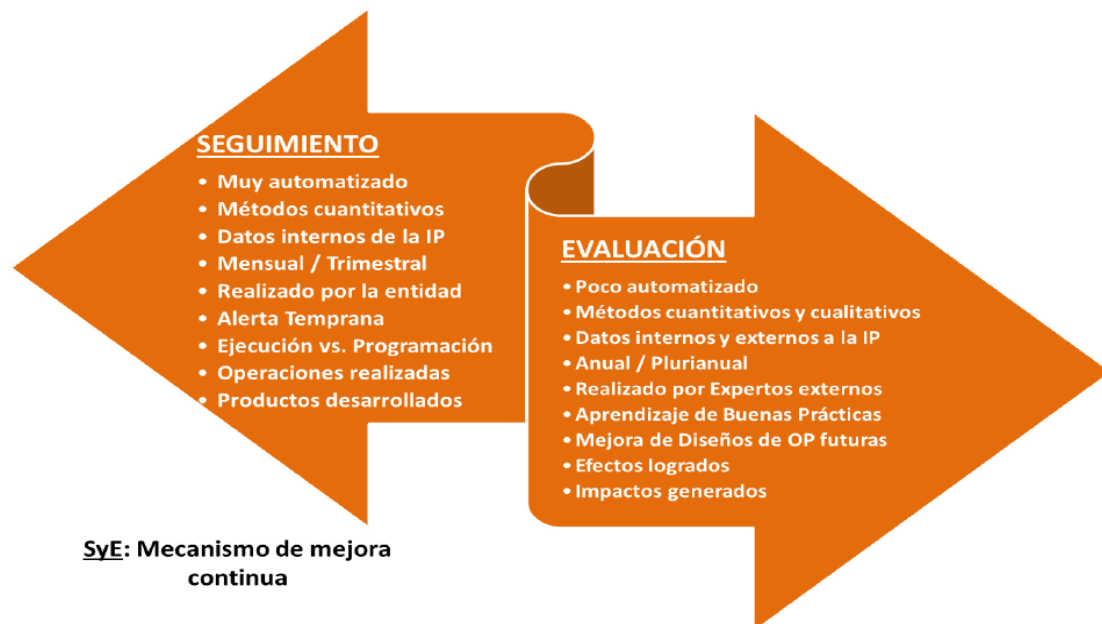 SEGUIMIENTO
• Muy automatizado
• Métodos cuantitativos
• Datos internos de la IP
• Mensual / Trimestral
• Realizado por la entidad
• Alerta Temprana
• Ejecución vs. Programación
• Operaciones realizadas
• Productos desarrollados
EVALUACIÓN
• Poco automatizado
• Métodos cuantitativos y cualitativos
• Datos internos y externos a la IP
• Anual / Plurianual
• Realizado por Expertos externos
• Aprendizaje de Buenas Prácticas
• Mejora de Diseños de OP futuras
• Efectos logrados
• Impactos generados
SyE: Mecanismo de mejora
continua